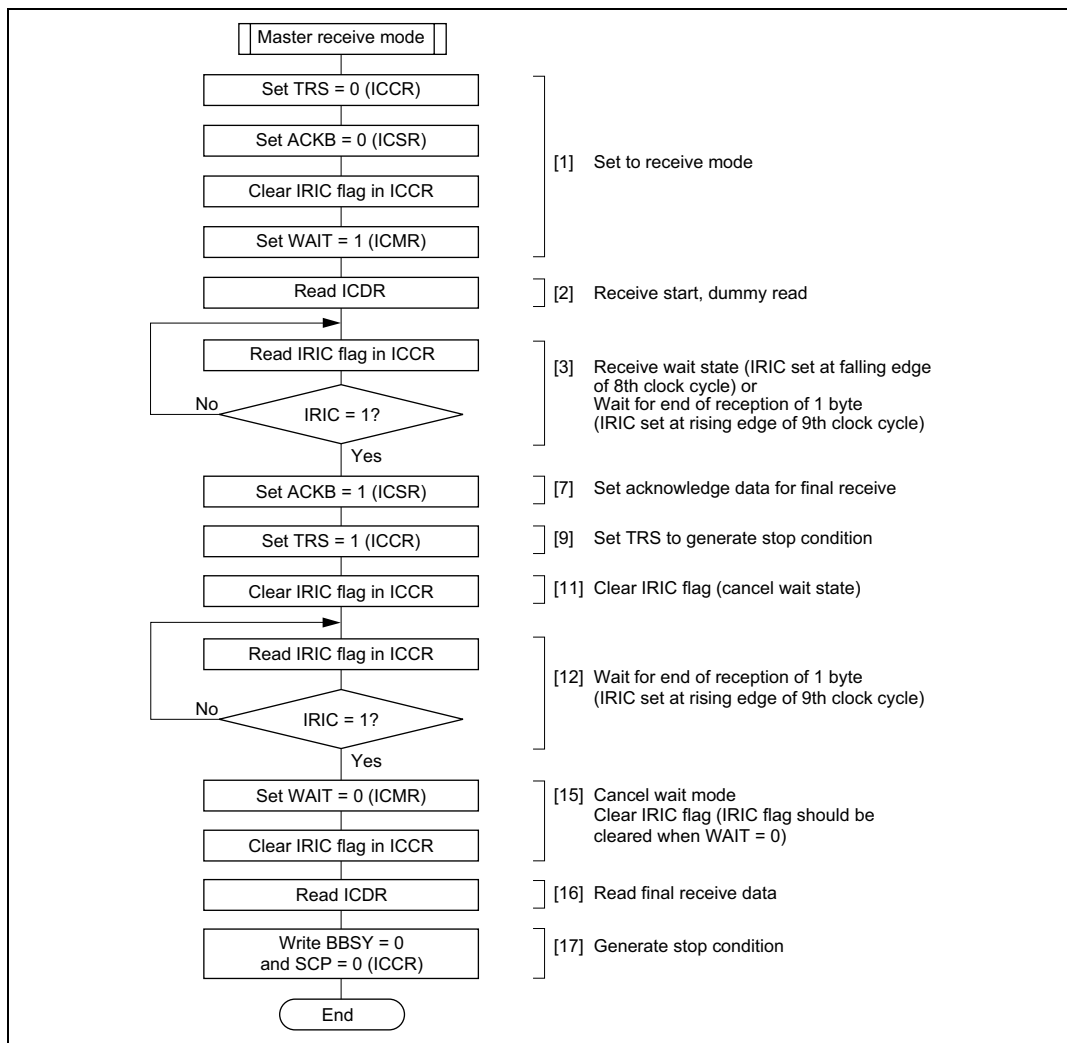 Master receive mode
Set TRS = 0 (ICCR)
Set ACKB = 0 (ICSR)
[1] Set to receive mode
Clear IRIC flag in ICCR
Set WAIT = 1 (ICMR)
Read ICDR
[2] Receive start, dummy read
Read IRIC flag in ICCR
[3] Receive wait state (IRIC set at falling edge
of 8th clock cycle) or
Wait for end of reception of 1 byte
(IRIC set at rising edge of 9th clock cycle)
No
IRIC = 1?
Yes
Set ACKB = 1 (ICSR)
[7] Set acknowledge data for final receive
Set TRS = 1 (ICCR)
[9] Set TRS to generate stop condition
Clear IRIC flag in ICCR
[11] Clear IRIC flag (cancel wait state)
Read IRIC flag in ICCR
[12] Wait for end of reception of 1 byte
(IRIC set at rising edge of 9th clock cycle)
No
IRIC = 1?
Yes
Set WAIT = 0 (ICMR)
[15] Cancel wait mode
Clear IRIC flag (IRIC flag should be
cleared when WAIT = 0)
Clear IRIC flag in ICCR
Read ICDR
[16] Read final receive data
Write BBSY = 0
and SCP = 0 (ICCR)
[17] Generate stop condition
End